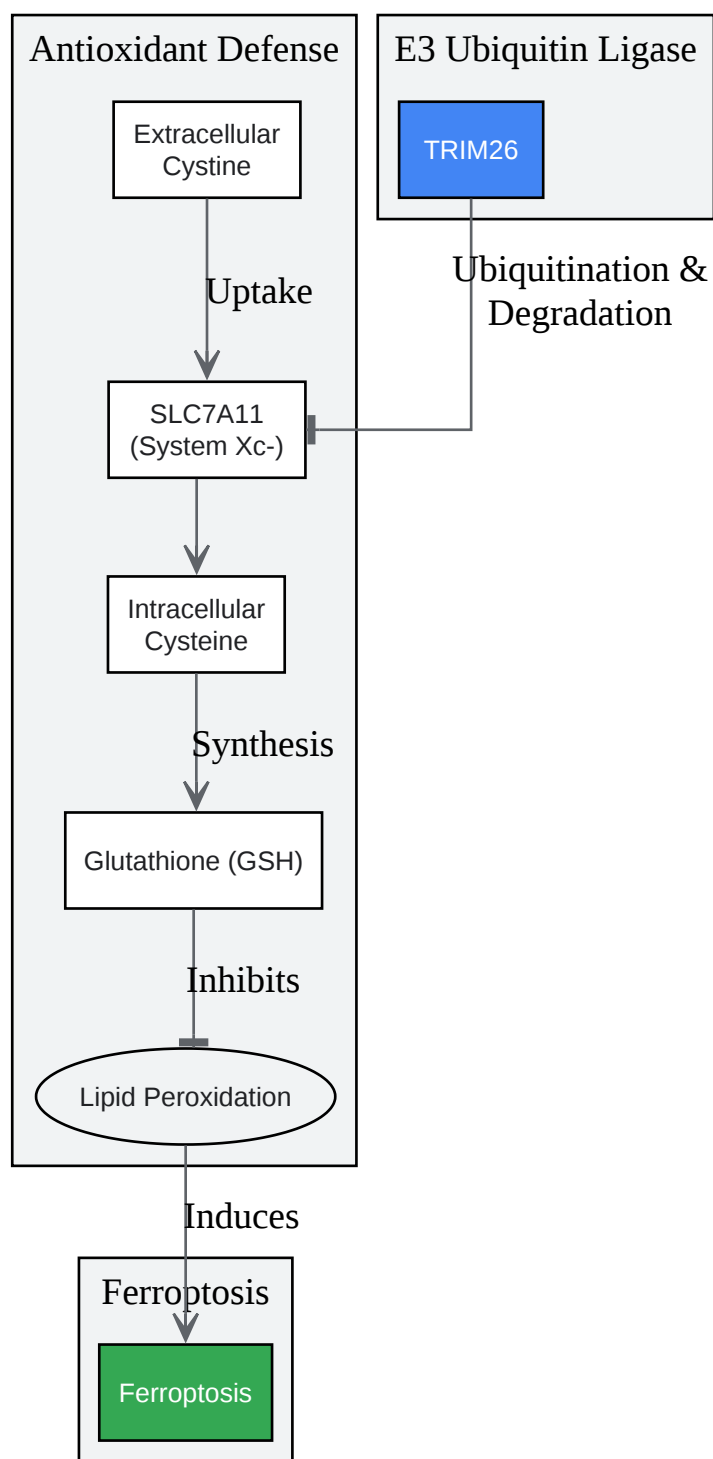 Antioxidant Defense
Extracellular
Cystine
Uptake
SLC7A11
(System Xc-)
Intracellular
Cysteine
Synthesis
Glutathione (GSH)
Inhibits
Lipid Peroxidation
Induces
Ferroptosis
Ferroptosis
E3 Ubiquitin Ligase
TRIM26
Ubiquitination &
Degradation